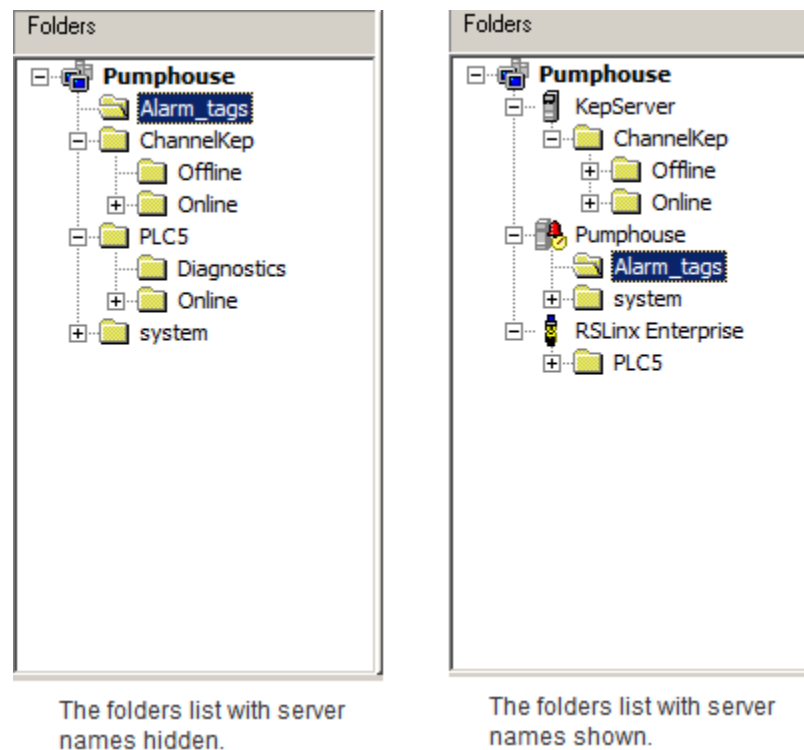 Folders
Pumphouse
Alarm_tags
ChannelKep
Offline
Online
PLC5
Diagnostics
Online
system
The folders list with server
names hidden.
Folders
Pumphouse
KepServer
ChannelKep
Offline
Online
Pumphouse
Alarm_tags
system
RSLinx Enterprise
PLC5
The folders list with server
names shown.